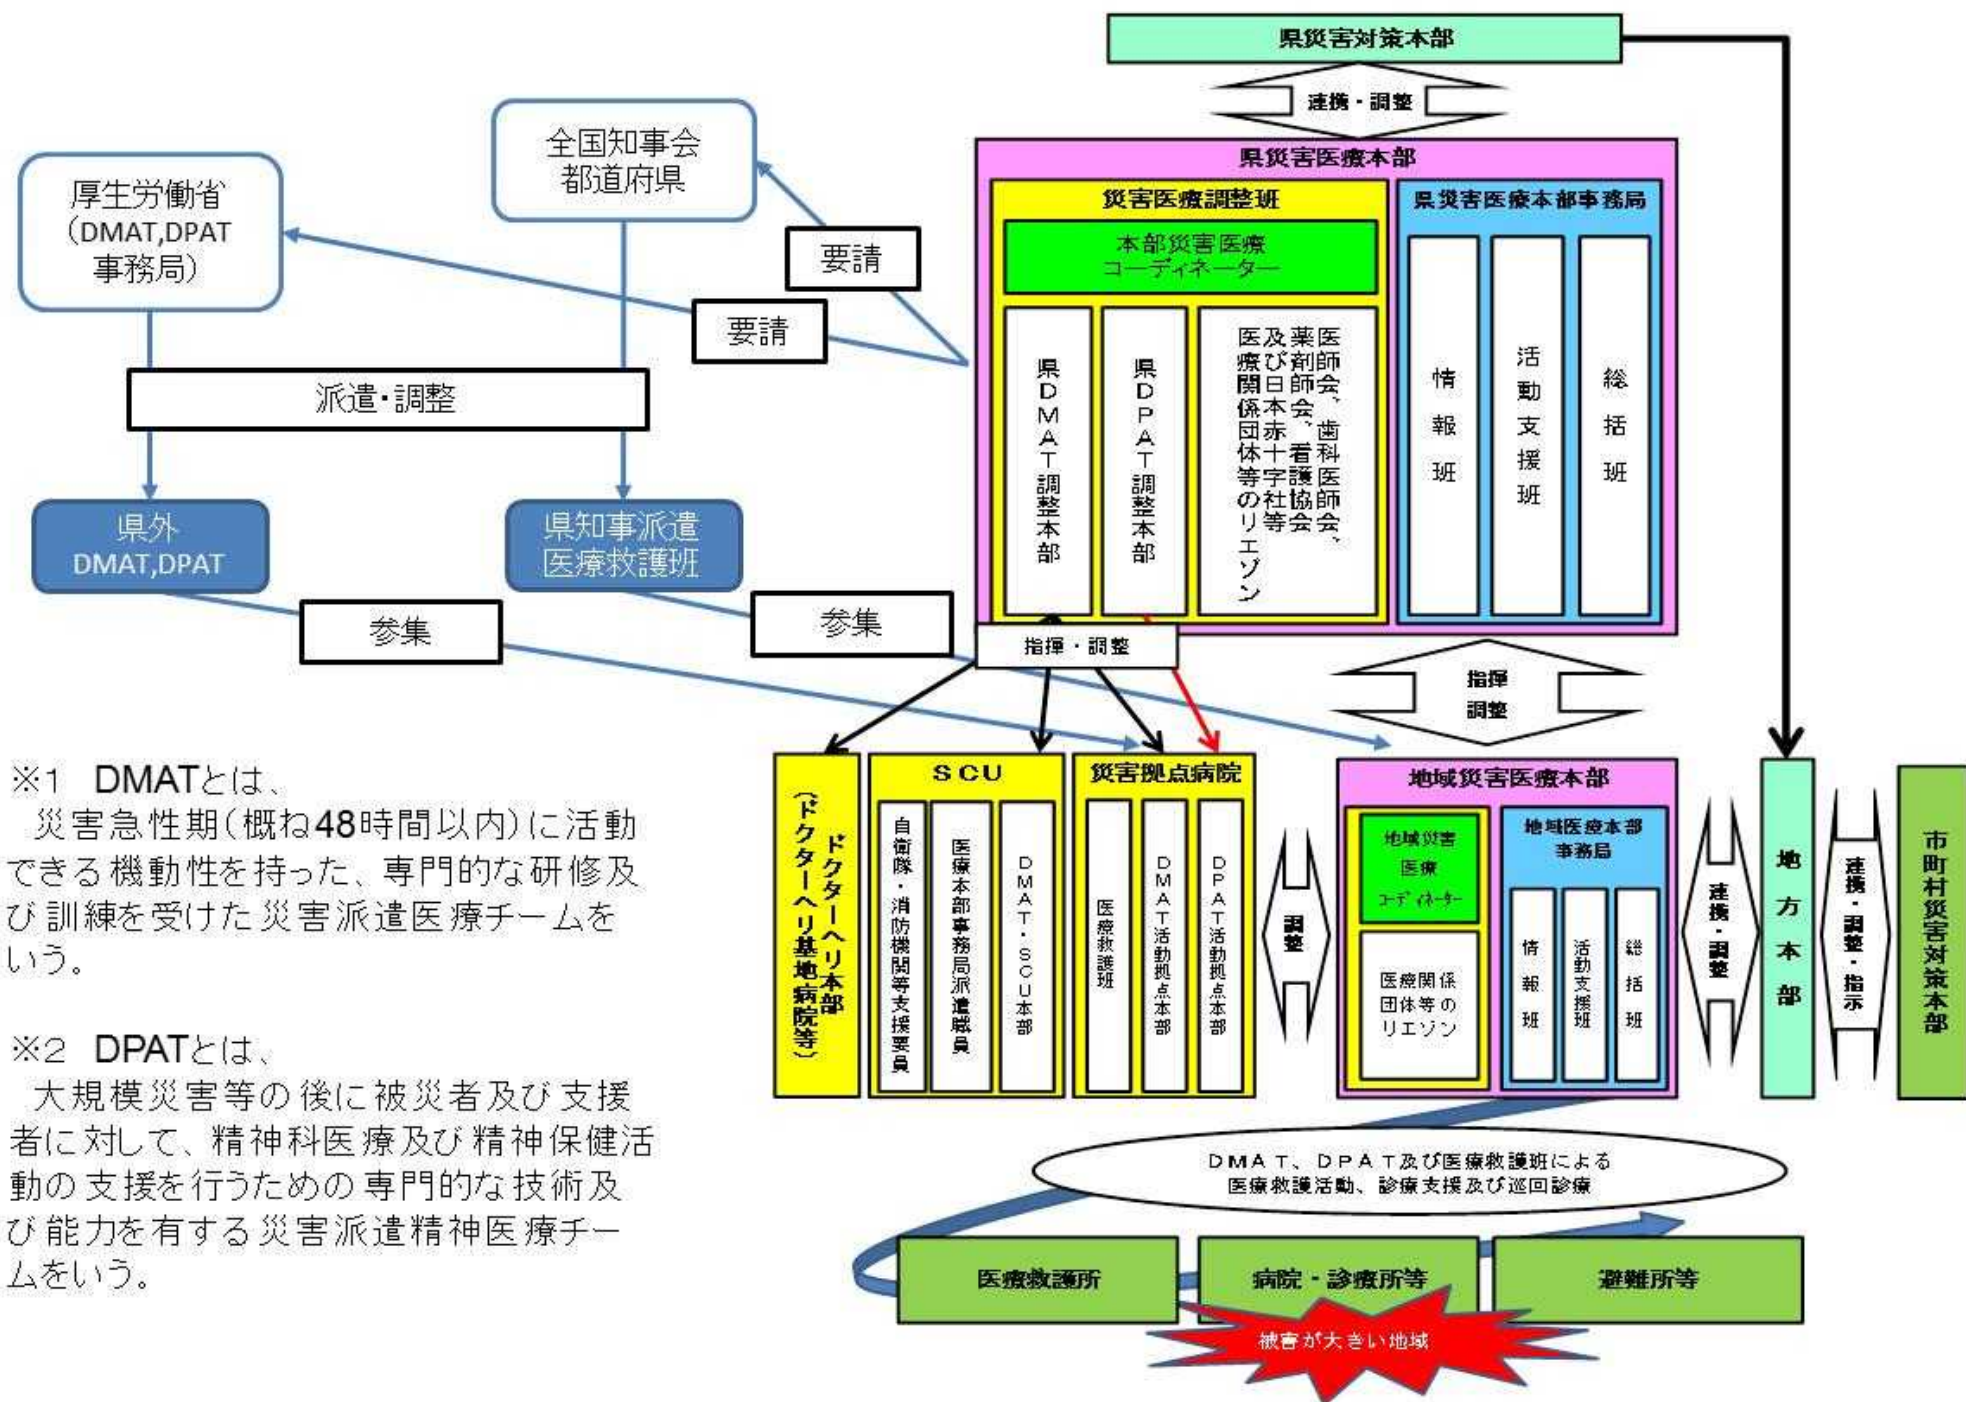 県災害対策本部
連携・調整
県災害医療本部
災害医療調整班
本部災害医療
コーディネーター
県DMAT調整本部
県DPAT調整本部
医師会、歯科医師会、
薬剤師会、看護協会
及び日本赤十字社等
医療関係団体等のリエゾン
県災害医療本部事務局
情報班
活動支援班
総括班
全国知事会
都道府県
厚生労働省
(DMAT,DPAT
事務局)
要請
要請
派遣・調整
県外
DMAT,DPAT
県知事派遣
医療救護班
参集
参集
指揮・調整
指揮
調整
ドクターヘリ本部
(ドクターヘリ基地病院等)
SCU
自衛隊・消防機関等支援要員
医療本部事務局派遣職員
DMAT・SCU本部
災害拠点病院
医療救護班
DMAT活動拠点本部
DPAT活動拠点本部
調整
地域災害医療本部
地域災害
医療
コーディネーター
医療関係
団体等の
リエゾン
地域医療本部
事務局
情報班
活動支援班
総括班
連携・調整
地方本部
連携・調整・指示
市町村災害対策本部
※1 DMATとは、
災害急性期(概ね48時間以内)に活動
できる機動性を持った、専門的な研修及
び訓練を受けた災害派遣医療チームを
いう。
※2 DPATとは、
大規模災害等の後に被災者及び支援
者に対して、精神科医療及び精神保健活
動の支援を行うための専門的な技術及
び能力を有する災害派遣精神医療チー
ムをいう。
DMAT、DPAT及び医療救護班による
医療救護活動、診療支援及び巡回診療
医療救護所
病院・診療所等
避難所等
被害が大きい地域